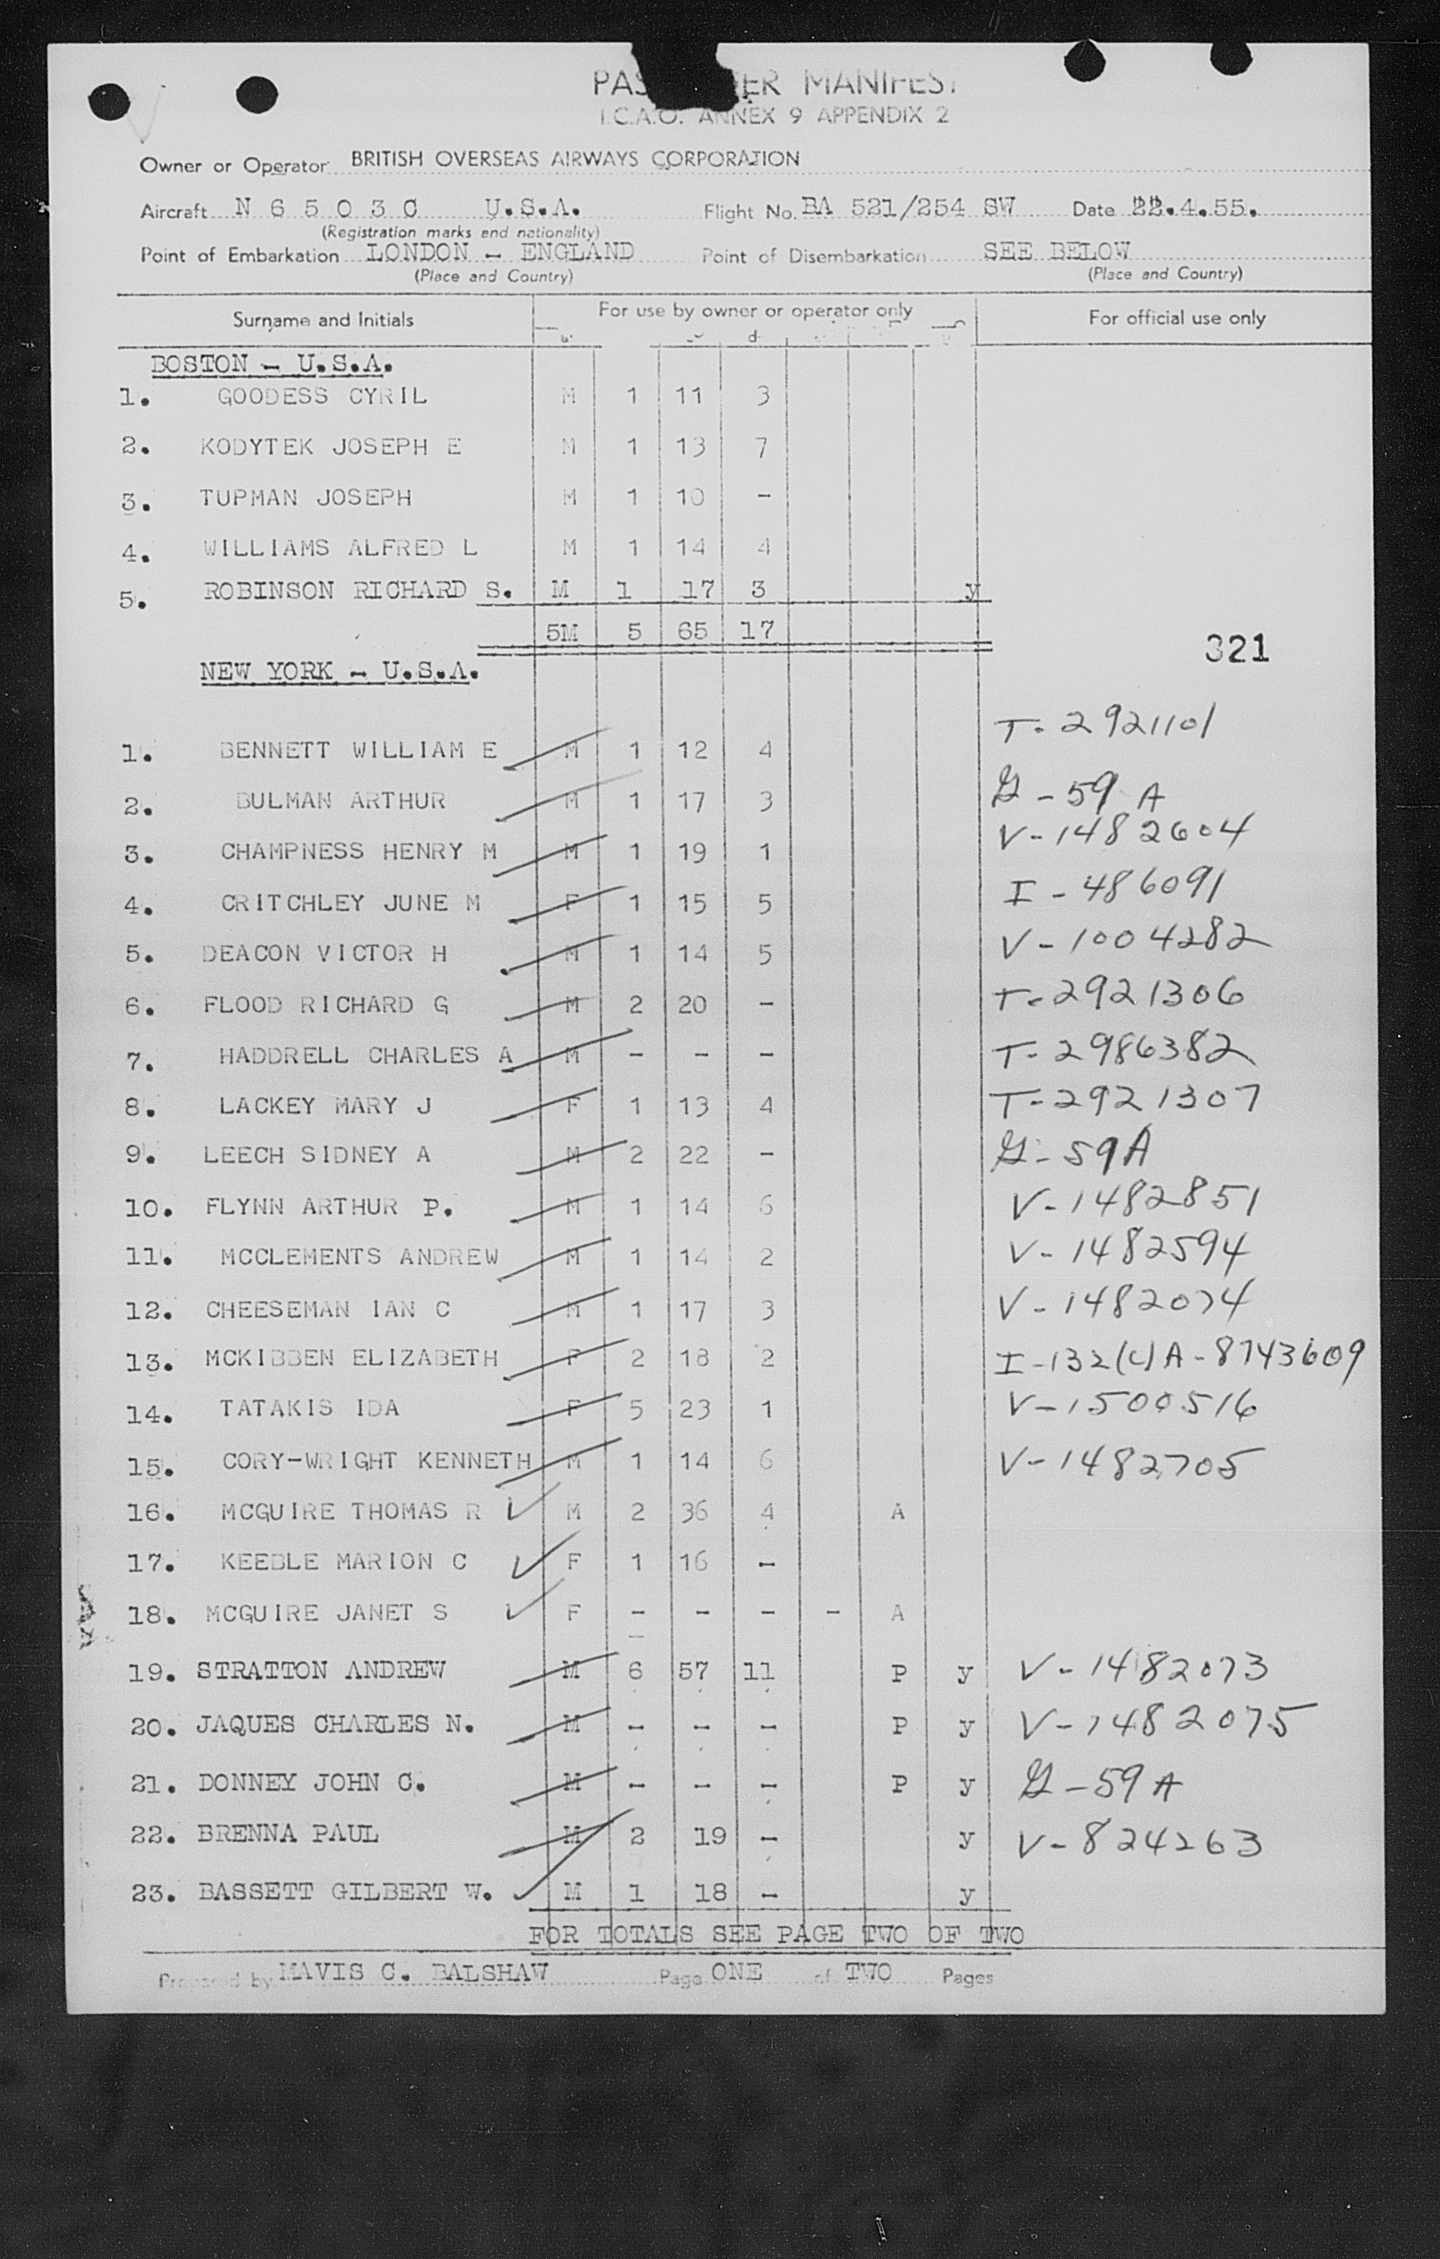 PASSENGER MANIFEST
I.C.A.O. ANNEX 9 APPENDIX 2
Owner or Operator BRITISH OVERSEAS AIRWAYS CORPORATION
Aircraft N 6 5 0 3 C U.S.A. Flight No. BA 521/254 SW Date 22.4.55.
(Registration marks and nationality)
Point of Embarkation LONDON - ENGLAND Point of Disembarkation SEE BELOW
(Place and Country) (Place and Country)
Surname and Initials For use by owner or operator only For official use only
BOSTON - U.S.A.
1. GOODESS CYRIL M 1 11 3
2. KODYTEK JOSEPH E M 1 13 7
3. TUPMAN JOSEPH M 1 10 -
4. WILLIAMS ALFRED L M 1 14 4
5. ROBINSON RICHARD S. M 1 17 3 y
5M 5 65 17
321
NEW YORK - U.S.A.
1. BENNETT WILLIAM E M 1 12 4 T-2921101
2. BULMAN ARTHUR M 1 17 3 G-59 A
3. CHAMPNESS HENRY M M 1 19 1 V-1482604
4. CRITCHLEY JUNE M F 1 15 5 I-486091
5. DEACON VICTOR H M 1 14 5 V-1004282
6. FLOOD RICHARD G M 2 20 - T-2921306
7. HADDRELL CHARLES A M - - - T-2986382
8. LACKEY MARY J F 1 13 4 T-2921307
9. LEECH SIDNEY A M 2 22 - G-59A
10. FLYNN ARTHUR P. M 1 14 6 V-1482851
11. MCCLEMENTS ANDREW M 1 14 2 V-1482594
12. CHEESEMAN IAN C M 1 17 3 V-1482074
13. MCKIBBEN ELIZABETH F 2 18 2 I-132(c)A-8743609
14. TATAKIS IDA F 5 23 1 V-1500516
15. CORY-WRIGHT KENNETH M 1 14 6 V-1482705
16. MCGUIRE THOMAS R M 2 36 4 A
17. KEEBLE MARION C F 1 16 -
18. MCGUIRE JANET S F - - - - A
19. STRATTON ANDREW M 6 57 11 P y V-1482073
20. JAQUES CHARLES N. M - - - P y V-1482075
21. DONNEY JOHN C. M - - - P y G-59 A
22. BRENNA PAUL M 2 19 - y V-824263
23. BASSETT GILBERT W. M 1 18 - y
FOR TOTALS SEE PAGE TWO OF TWO
Prepared by MAVIS C. BALSHAW Page ONE of TWO Pages